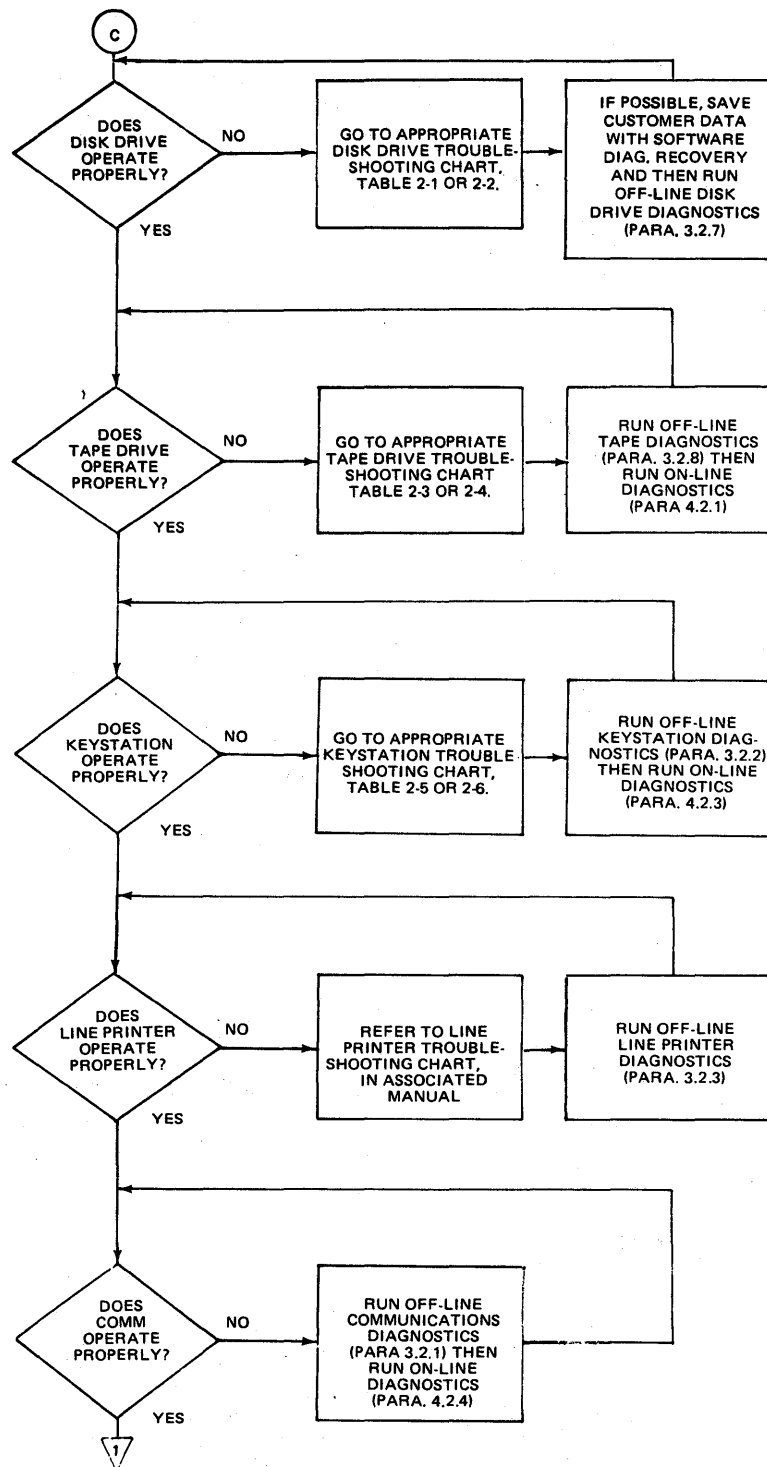 C
DOES
DISK DRIVE
OPERATE
PROPERLY?
NO
YES
GO TO APPROPRIATE
DISK DRIVE TROUBLE-
SHOOTING CHART,
TABLE 2-1 OR 2-2.
IF POSSIBLE, SAVE
CUSTOMER DATA
WITH SOFTWARE
DIAG. RECOVERY
AND THEN RUN
OFF-LINE DISK
DRIVE DIAGNOSTICS
(PARA. 3.2.7)
DOES
TAPE DRIVE
OPERATE
PROPERLY?
NO
YES
GO TO APPROPRIATE
TAPE DRIVE TROUBLE-
SHOOTING CHART
TABLE 2-3 OR 2-4.
RUN OFF-LINE
TAPE DIAGNOSTICS
(PARA. 3.2.8) THEN
RUN ON-LINE
DIAGNOSTICS
(PARA 4.2.1)
DOES
KEYSTATION
OPERATE
PROPERLY?
NO
YES
GO TO APPROPRIATE
KEYSTATION TROUBLE
SHOOTING CHART,
TABLE 2-5 OR 2-6.
RUN OFF-LINE
KEYSTATION DIAG-
NOSTICS (PARA. 3.2.2)
THEN RUN ON-LINE
DIAGNOSTICS
(PARA. 4.2.3)
DOES
LINE PRINTER
OPERATE
PROPERLY?
NO
YES
REFER TO LINE
PRINTER TROUBLE-
SHOOTING CHART,
IN ASSOCIATED
MANUAL
RUN OFF-LINE
LINE PRINTER
DIAGNOSTICS
(PARA. 3.2.3)
DOES
COMM
OPERATE
PROPERLY?
NO
YES
RUN OFF-LINE
COMMUNICATIONS
DIAGNOSTICS
(PARA 3.2.1) THEN
RUN ON-LINE
DIAGNOSTICS
(PARA. 4.2.4)
1